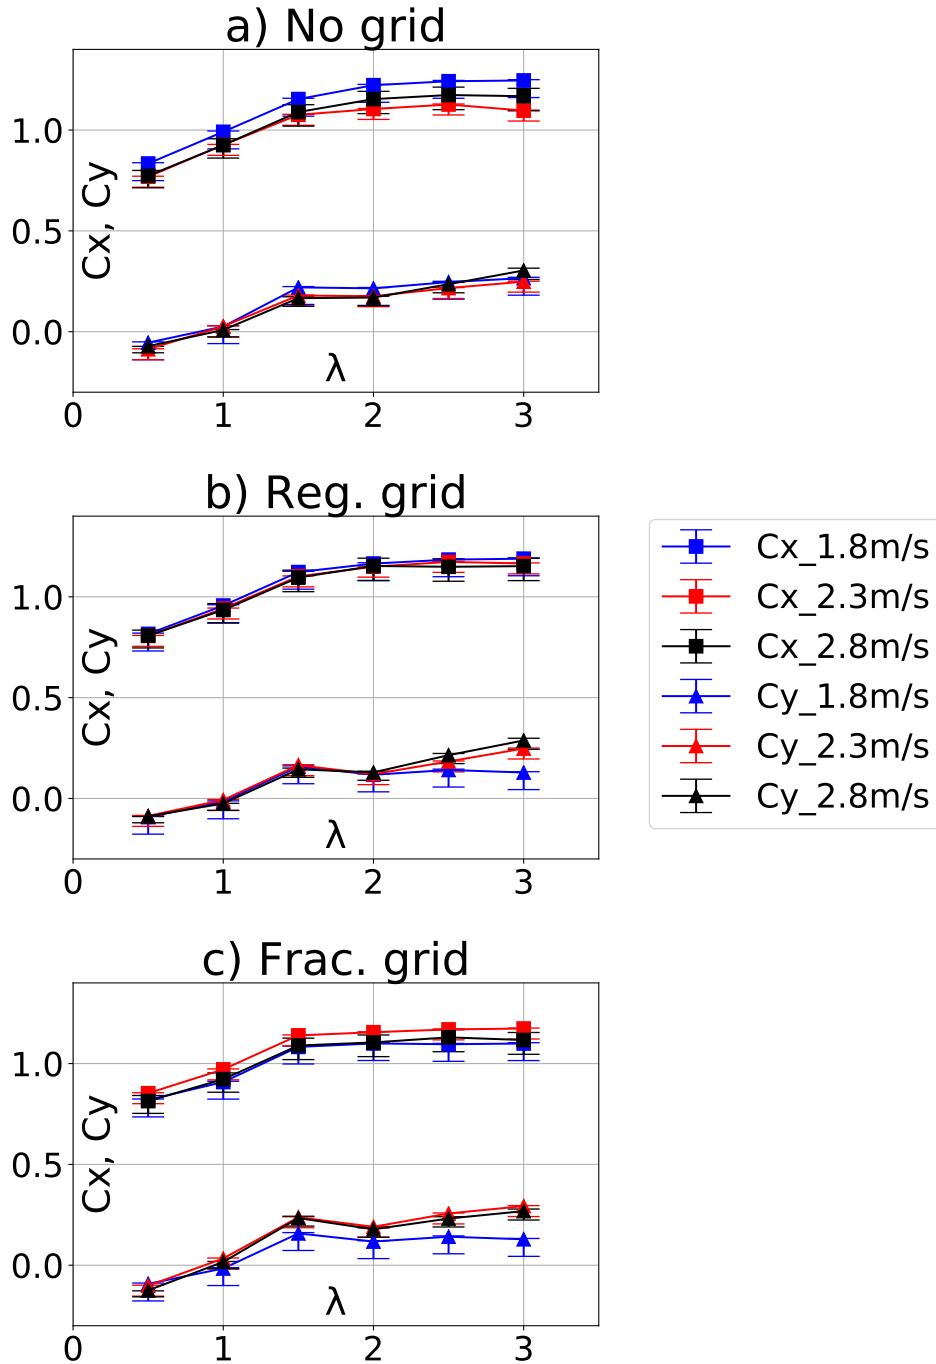 a) No grid
1.0
0.5
0.0
Cx, Cy
λ
0 1 2 3
b) Reg. grid
1.0
0.5
0.0
Cx, Cy
λ
0 1 2 3
Cx_1.8m/s
Cx_2.3m/s
Cx_2.8m/s
Cy_1.8m/s
Cy_2.3m/s
Cy_2.8m/s
c) Frac. grid
1.0
0.5
0.0
Cx, Cy
λ
0 1 2 3